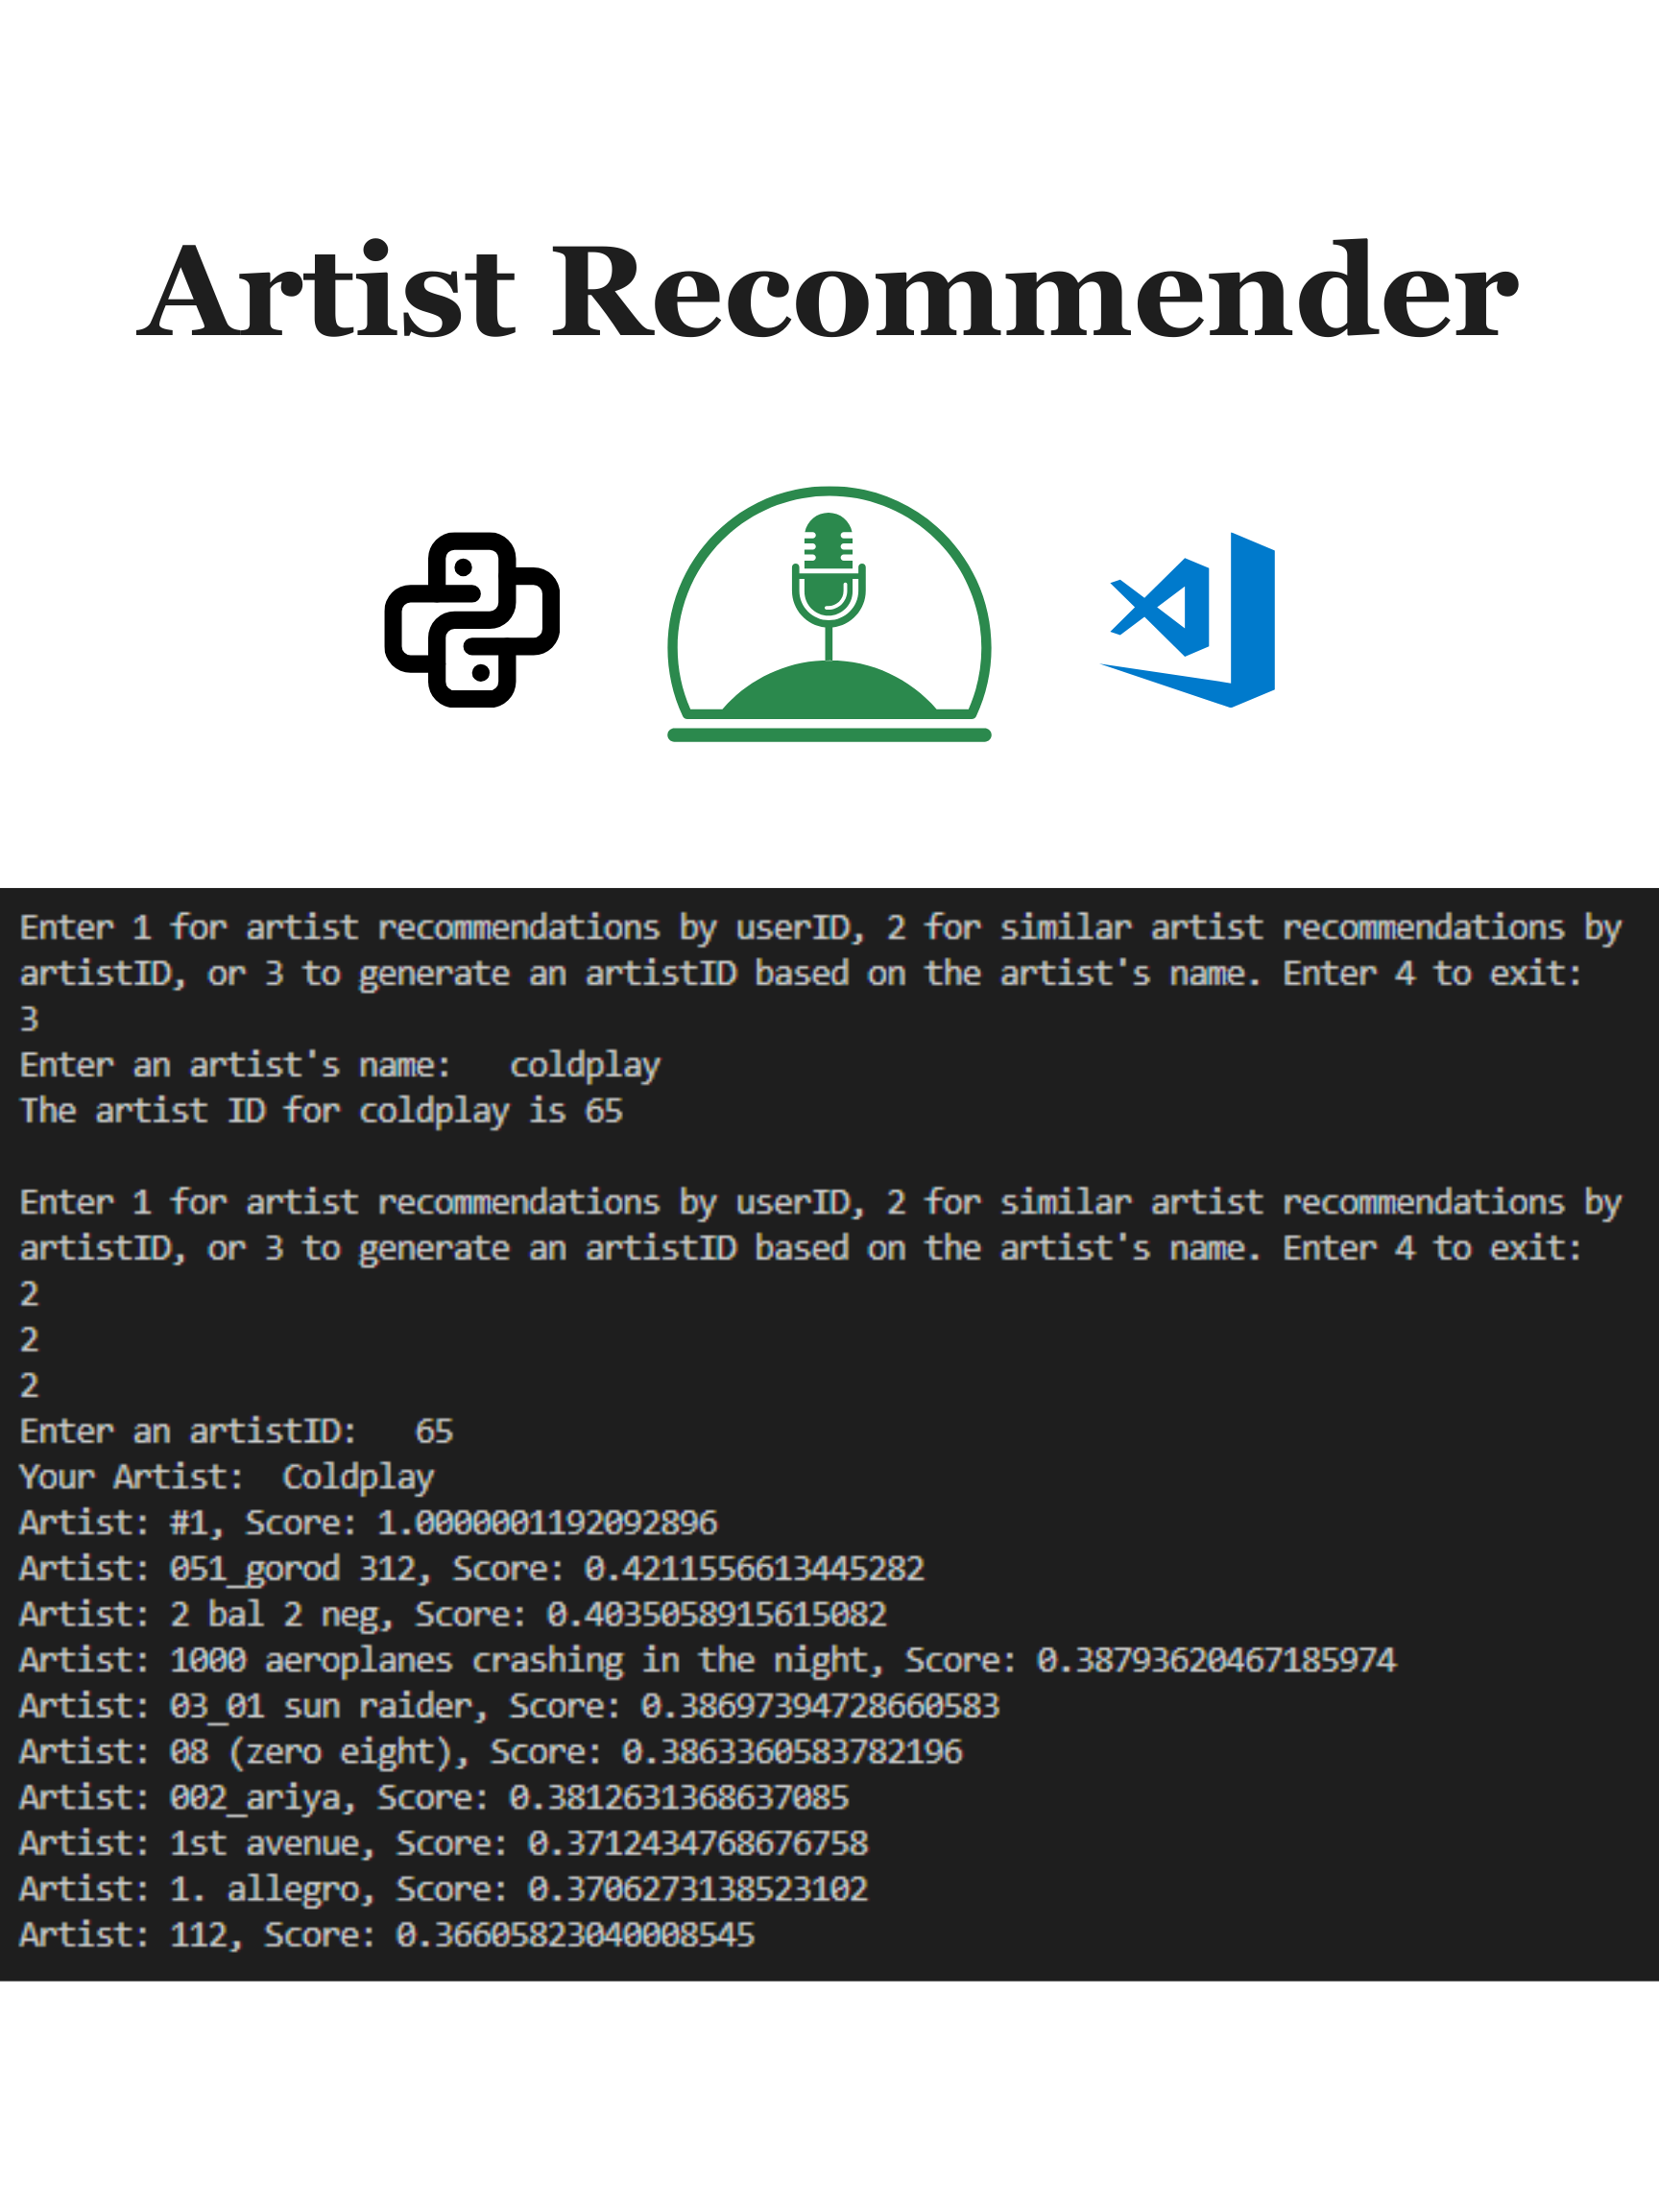 Artist Recommender
Enter 1 for artist recommendations by userID, 2 for similar artist recommendations by
artistID, or 3 to generate an artistID based on the artist's name. Enter 4 to exit:
3
Enter an artist's name:   coldplay
The artist ID for coldplay is 65
Enter 1 for artist recommendations by userID, 2 for similar artist recommendations by
artistID, or 3 to generate an artistID based on the artist's name. Enter 4 to exit:
2
2
2
Enter an artistID:   65
Your Artist:  Coldplay
Artist: #1, Score: 1.0000001192092896
Artist: 051_gorod 312, Score: 0.4211556613445282
Artist: 2 bal 2 neg, Score: 0.4035058915615082
Artist: 1000 aeroplanes crashing in the night, Score: 0.38793620467185974
Artist: 03_01 sun raider, Score: 0.38697394728660583
Artist: 08 (zero eight), Score: 0.3863360583782196
Artist: 002_ariya, Score: 0.3812631368637085
Artist: 1st avenue, Score: 0.3712434768676758
Artist: 1. allegro, Score: 0.3706273138523102
Artist: 112, Score: 0.36605823040008545